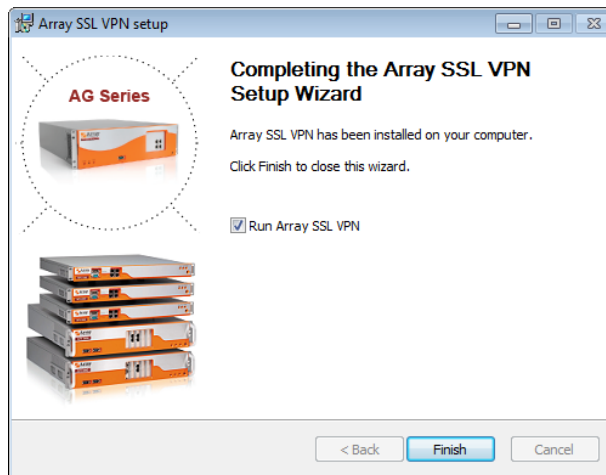 Array SSL VPN setup
AG Series
Completing the Array SSL VPN
Setup Wizard
Array SSL VPN has been installed on your computer.
Click Finish to close this wizard.
Run Array SSL VPN
< Back
Finish
Cancel